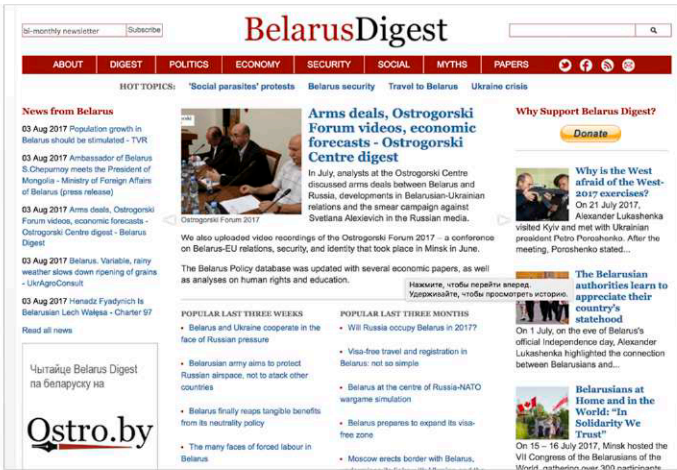 bi-monthly newsletter
Subscribe
BelarusDigest
ABOUT
DIGEST
POLITICS
ECONOMY
SECURITY
SOCIAL
MYTHS
PAPERS
HOT TOPICS:
'Social parasites' protests
Belarus security
Travel to Belarus
Ukraine crisis
News from Belarus
03 Aug 2017 Population growth in
Belarus should be stimulated - TVR
03 Aug 2017 Ambassador of Belarus
S.Chepurnoy meets the President of
Mongolia - Ministry of Foreign Affairs
of Belarus (press release)
03 Aug 2017 Arms deals, Ostrogorski
Forum videos, economic forecasts -
Ostrogorski Centre digest - Belarus
Digest
03 Aug 2017 Belarus. Variable, rainy
weather slows down ripening of grains
- UkrAgroConsult
03 Aug 2017 Henadz Fyadynich Is
Belarusian Lech Wałęsa - Charter 97
Read all news
Чытайце Belarus Digest
па беларуску на
Ostro.by
Ostrogorski Forum 2017
Arms deals, Ostrogorski
Forum videos, economic
forecasts - Ostrogorski
Centre digest
In July, analysts at the Ostrogorski Centre
discussed arms deals between Belarus and
Russia, developments in Belarusian-Ukrainian
relations and the smear campaign against
Svetlana Alexievich in the Russian media.
We also uploaded video recordings of the Ostrogorski Forum 2017 – a conference
on Belarus-EU relations, security, and identity that took place in Minsk in June.
The Belarus Policy database was updated with several economic papers, as well
as analyses on human rights and education.
Нажмите, чтобы перейти вперед.
Удерживайте, чтобы просмотреть историю.
POPULAR LAST THREE WEEKS
• Belarus and Ukraine cooperate in the
face of Russian pressure
• Belarusian army aims to protect
Russian airspace, not to attack other
countries
• Belarus finally reaps tangible benefits
from its neutrality policy
• The many faces of forced labour in
Belarus
POPULAR LAST THREE MONTHS
• Will Russia occupy Belarus in 2017?
• Visa-free travel and registration in
Belarus: not so simple
• Belarus at the centre of Russia-NATO
wargame simulation
• Belarus prepares to expand its visa-
free zone
• Moscow erects border with Belarus,
Why Support Belarus Digest?
Donate
Why is the West
afraid of the West-
2017 exercises?
On 21 July 2017,
Alexander Lukashenka
visited Kyiv and met with Ukrainian
president Petro Poroshenko. After the
meeting, Poroshenko stated...
The Belarusian
authorities learn to
appreciate their
country's
statehood
On 1 July, on the eve of Belarus's
official Independence day, Alexander
Lukashenka highlighted the connection
between Belarusians and...
Belarusians at
Home and in the
World: “In
Solidarity We
Trust”
On 15 – 16 July 2017, Minsk hosted the
VII Congress of the Belarusians of the
World, gathering over 300 participants